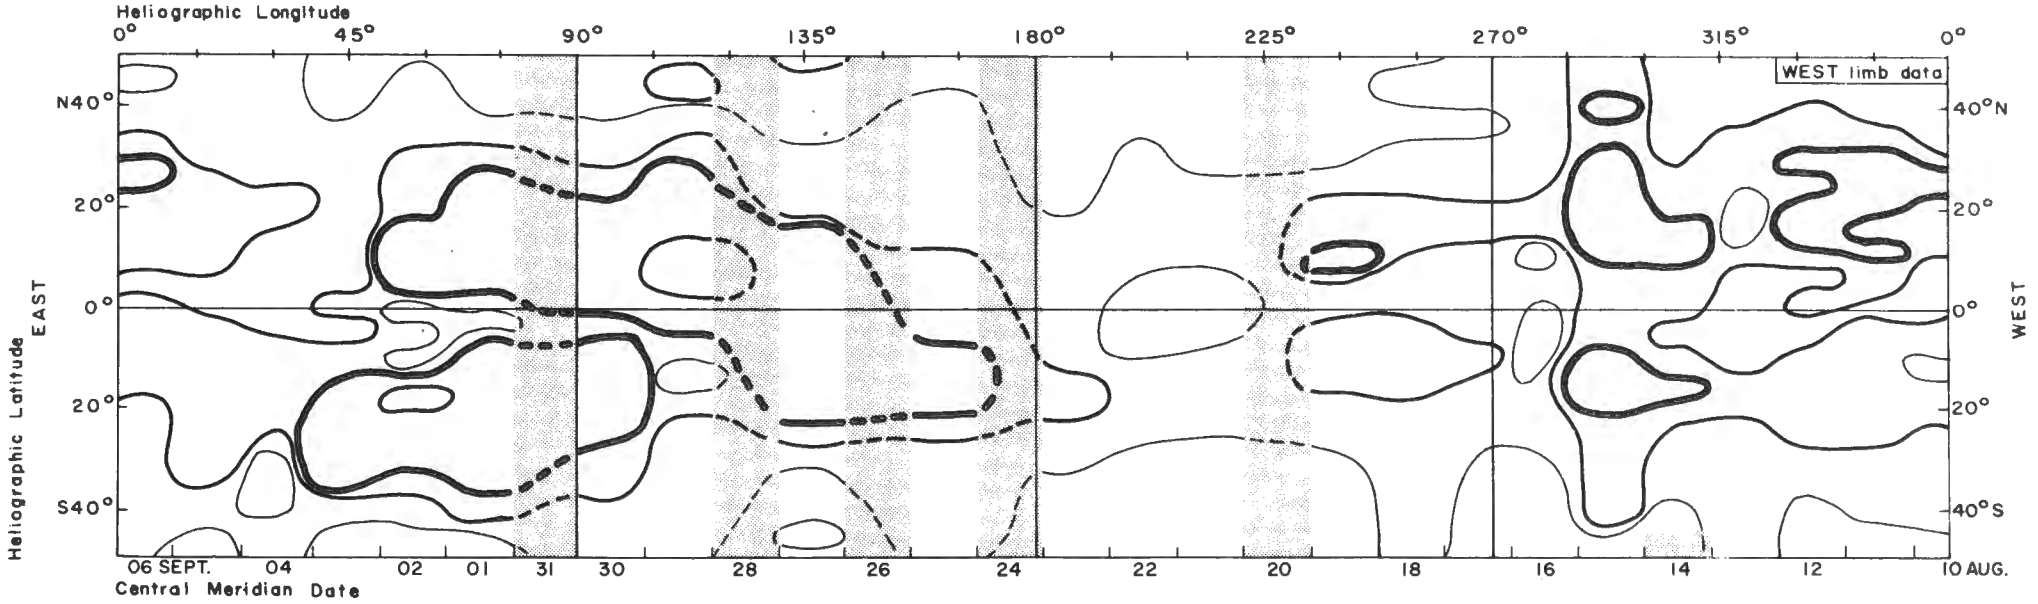 Heliographic Longitude
0° 45° 90° 135° 180° 225° 270° 315° 0°
WEST limb data
N40° 40°N
20° 20°
EAST 0° 0° WEST
20° 20°
S40° 40°S
Heliographic Latitude
06 SEPT. 04 02 01 31 30 28 26 24 22 20 18 16 14 12 10 AUG.
Central Meridian Date